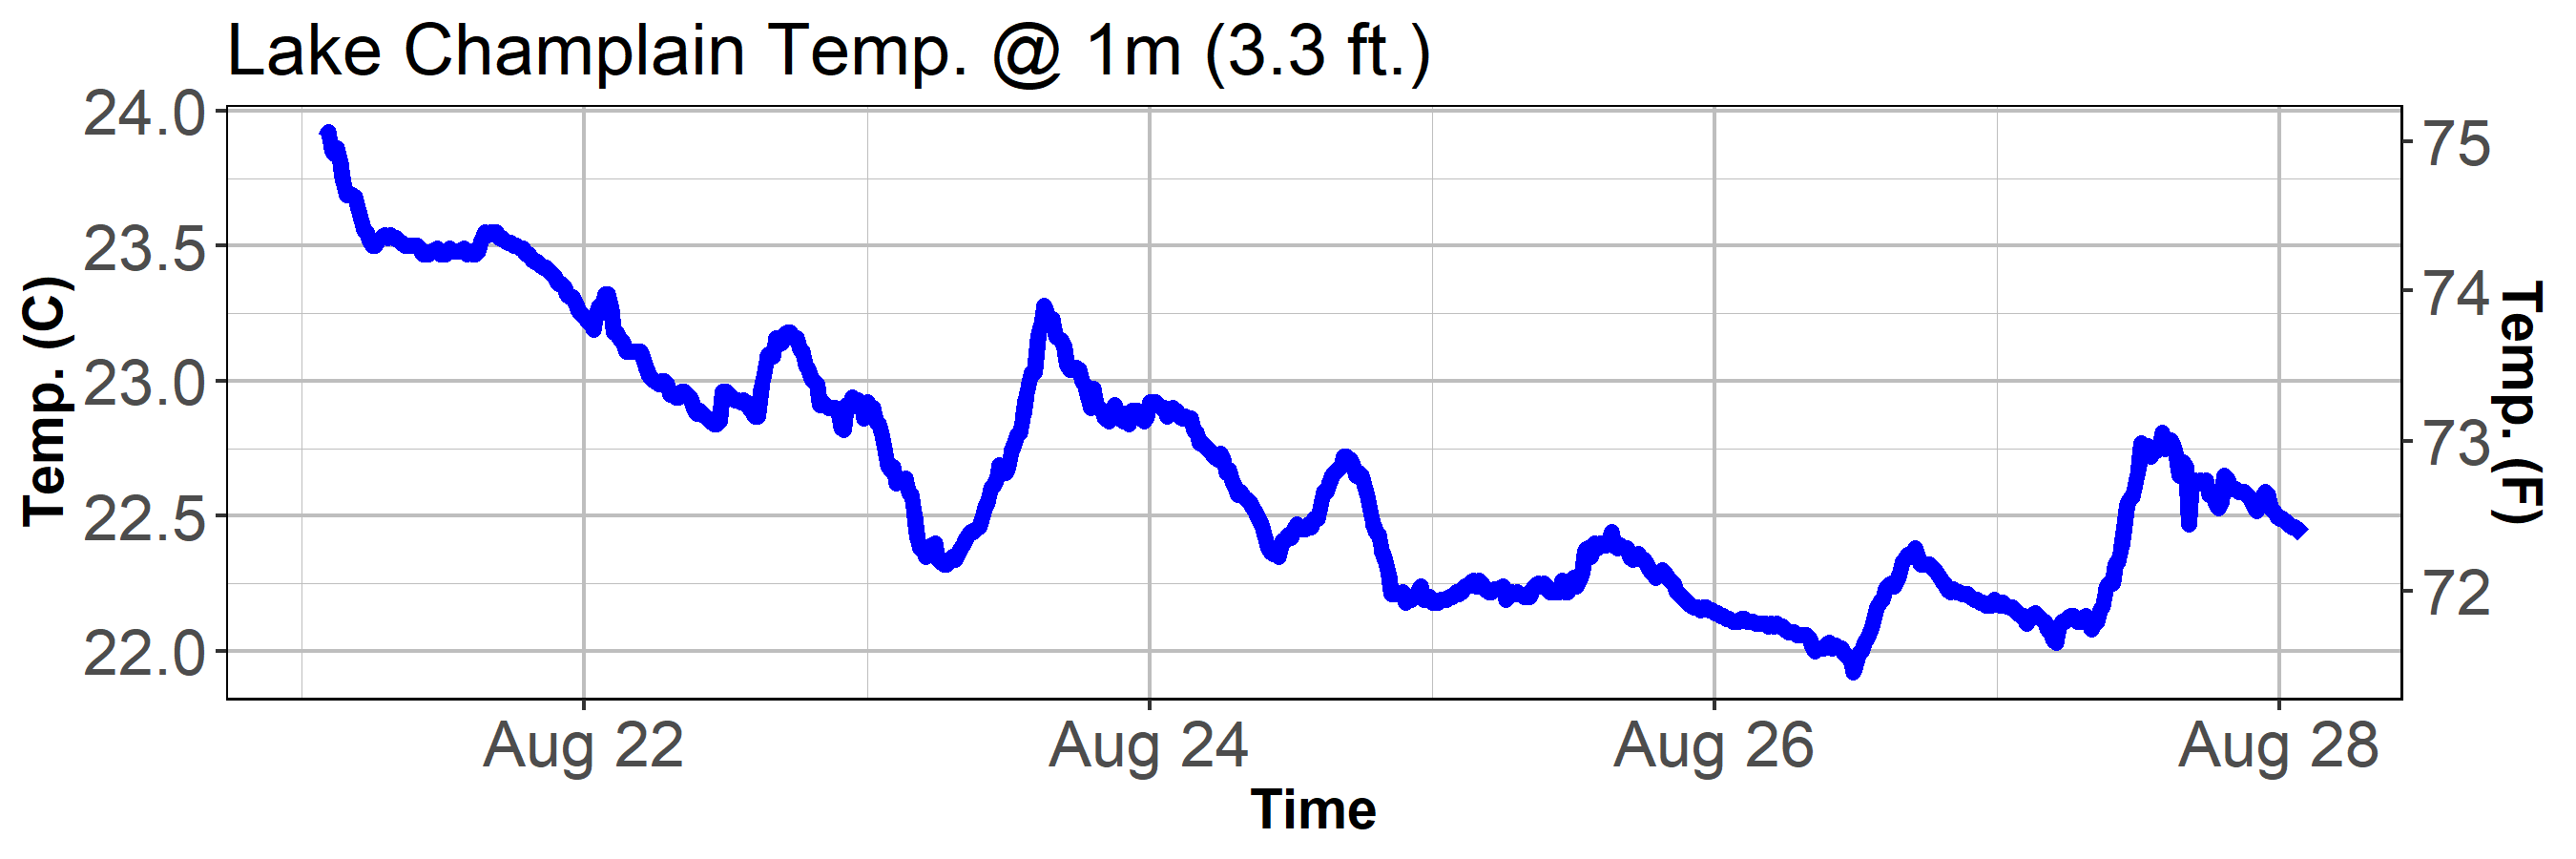 Lake Champlain Temp. @ 1m (3.3 ft.)
24.0
23.5
23.0
22.5
22.0
Temp. (C)
75
74
73
72
Temp. (F)
Aug 22 Aug 24 Aug 26 Aug 28
Time